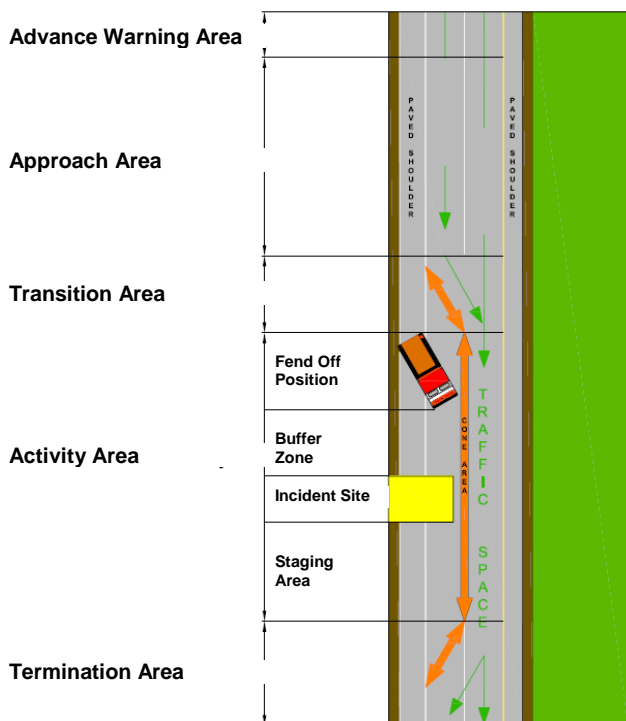 Advance Warning Area
PAVED SHOULDER
PAVED SHOULDER
Approach Area
Transition Area
Fend Off
Position
TRAFFIC SPACE
CONE AREA
Buffer
Zone
Activity Area
Incident Site
Staging
Area
Termination Area